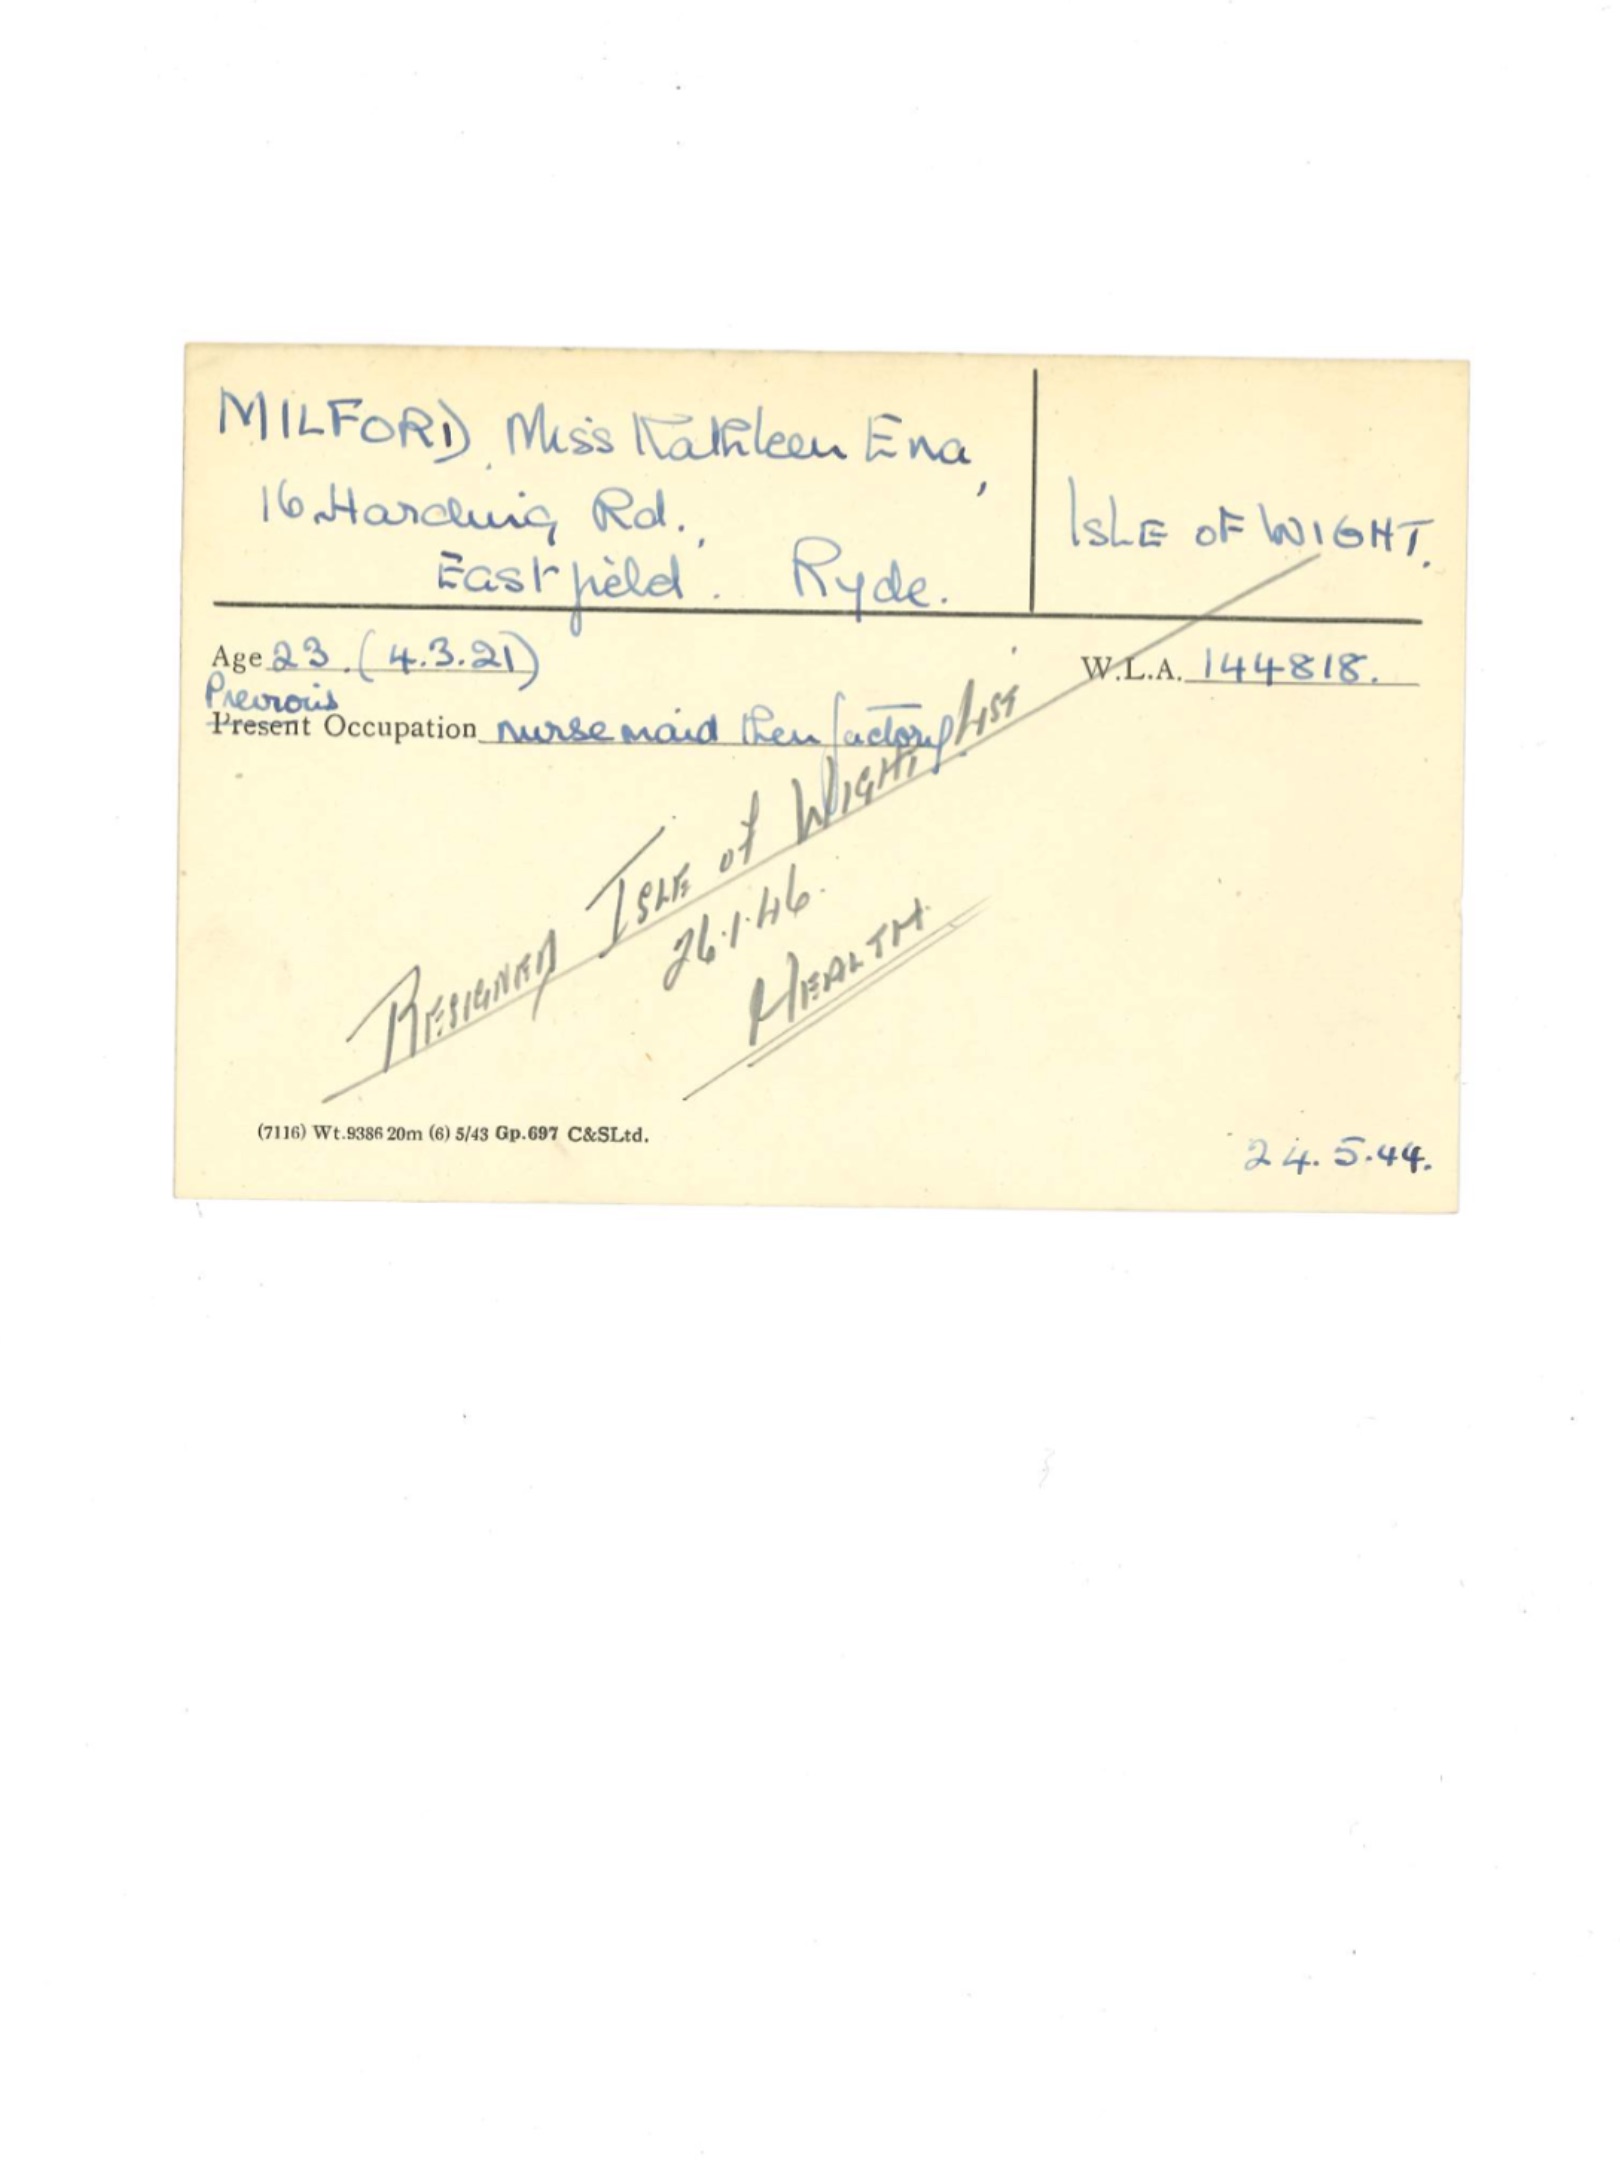 MILFORD, Miss Kathleen Ena,
16 Harding Rd.,
Eastfield. Ryde.
ISLE OF WIGHT.
Age 23. (4.3.21)
W.L.A. 144818.
Previous
Present Occupation nursemaid then factory
RESIGNED ISLE OF WIGHT LIST
26.1.46.
HEALTH.
(7116) Wt.9386 20m (6) 5/43 Gp.697 C&SLtd.
24.5.44.